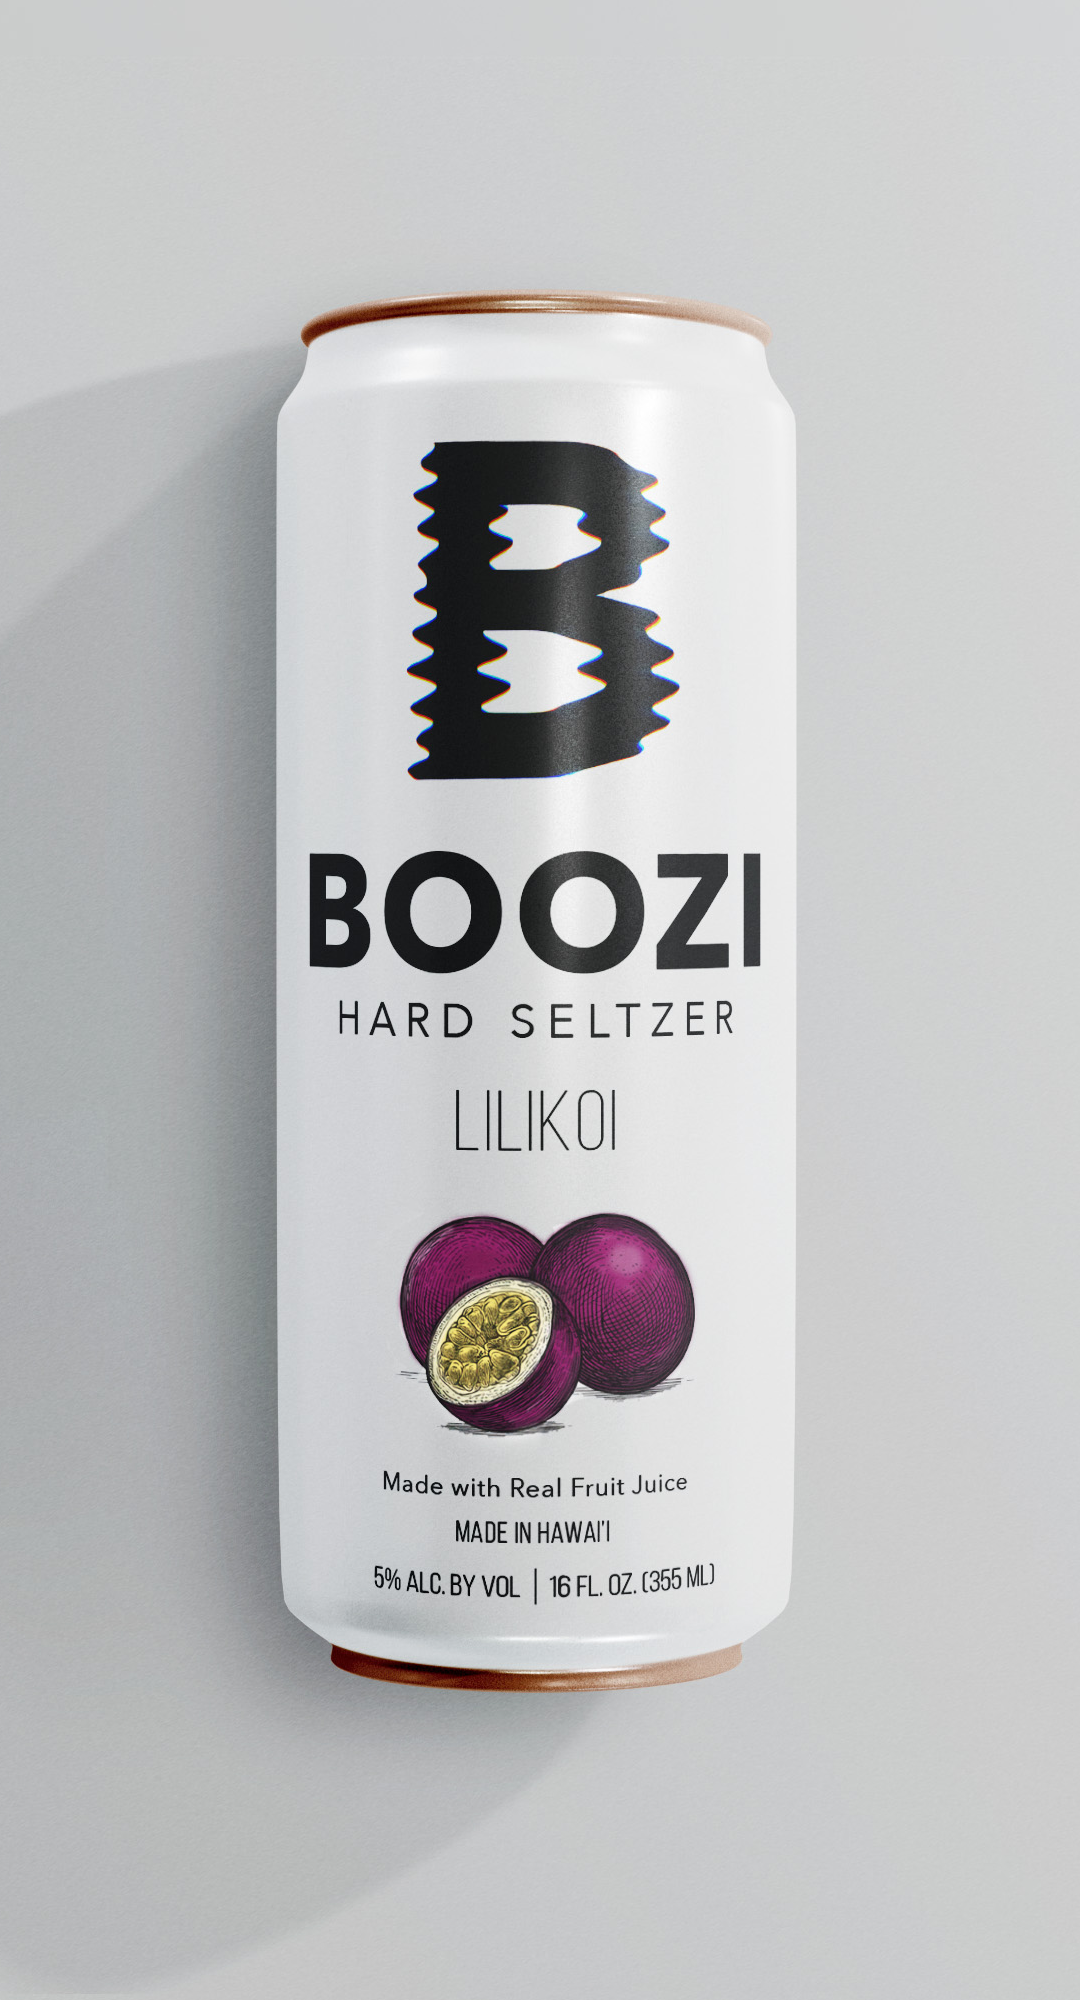 B
BOOZI
HARD SELTZER
LILIKOI
Made with Real Fruit Juice
MADE IN HAWAI'I
5% ALC. BY VOL | 16 FL. OZ. (355 ML)